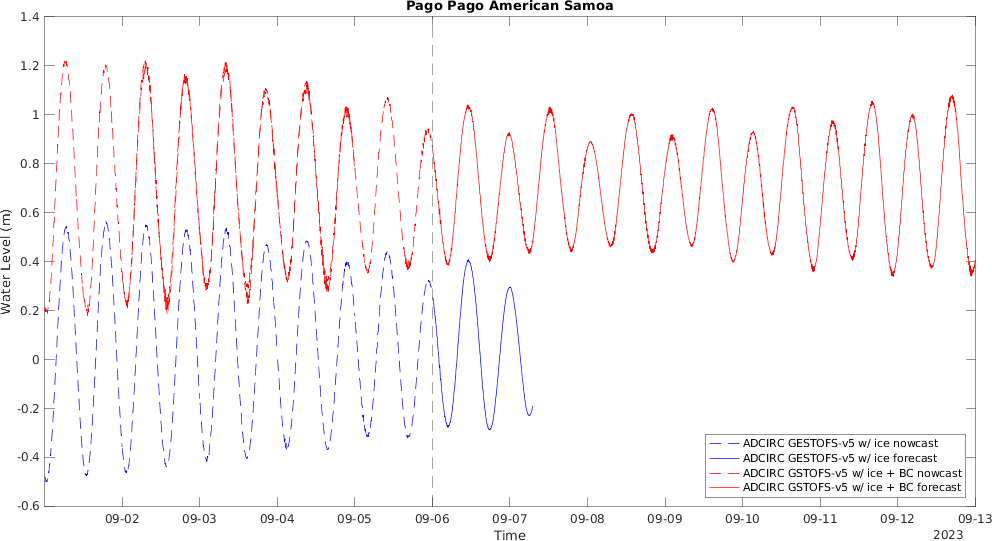 Pago Pago American Samoa
1.4
1.2
1
0.8
0.6
0.4
0.2
0
-0.2
-0.4
-0.6
Water Level (m)
ADCIRC GESTOFS-v5 w/ ice nowcast
ADCIRC GESTOFS-v5 w/ ice forecast
ADCIRC GSTOFS-v5 w/ ice + BC nowcast
ADCIRC GSTOFS-v5 w/ ice + BC forecast
09-02 09-03 09-04 09-05 09-06 09-07 09-08 09-09 09-10 09-11 09-12 09-13
Time
2023